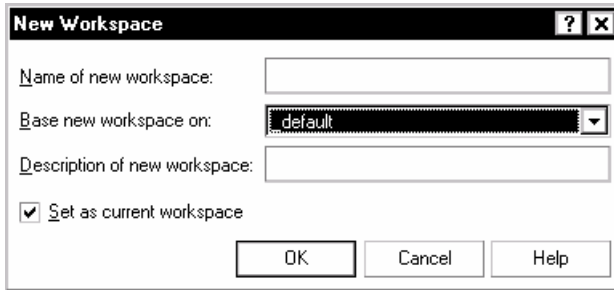 New Workspace
Name of new workspace:
Base new workspace on: _default
Description of new workspace:
Set as current workspace
OK Cancel Help